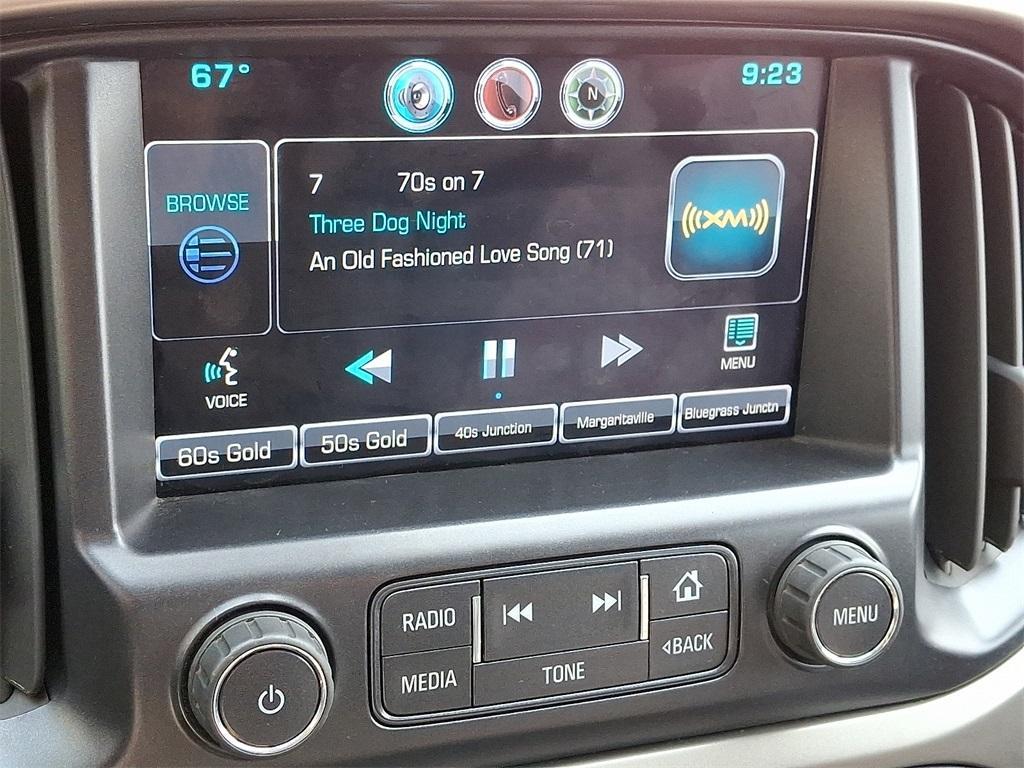 67°
N
9:23
BROWSE
7 70s on 7
Three Dog Night
An Old Fashioned Love Song (71)
((XM))
VOICE
MENU
60s Gold
50s Gold
40s Junction
Margaritaville
Bluegrass Junctn
RADIO
MEDIA
TONE
BACK
MENU